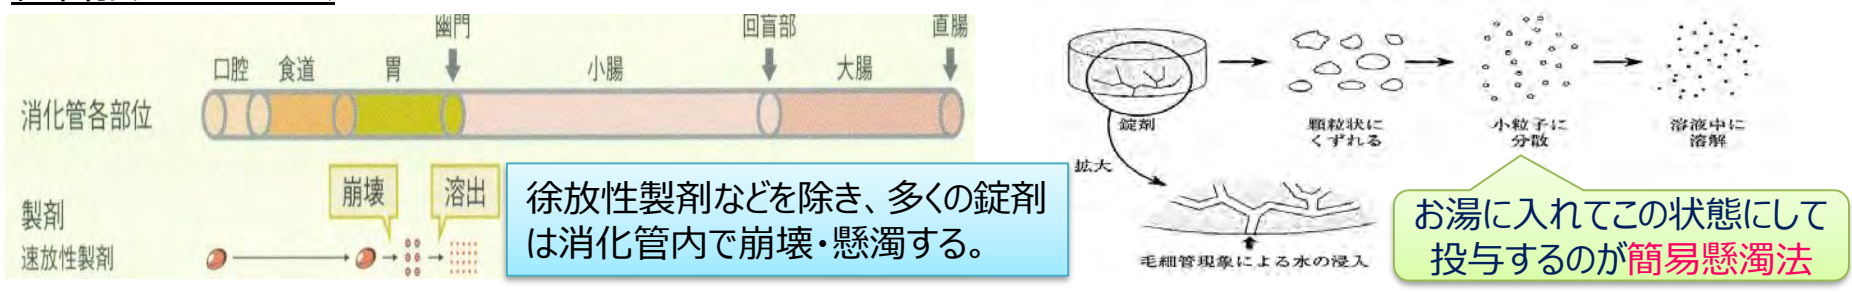 幽門
回盲部
直腸
口腔
食道
胃
小腸
大腸
消化管各部位
崩壊
溶出
製剤
速放性製剤
徐放性製剤などを除き、多くの錠剤
は消化管内で崩壊・懸濁する。
錠剤
顆粒状に
くずれる
小粒子に
分散
溶液中に
溶解
拡大
毛細管現象による水の浸入
お湯に入れてこの状態にして
投与するのが簡易懸濁法